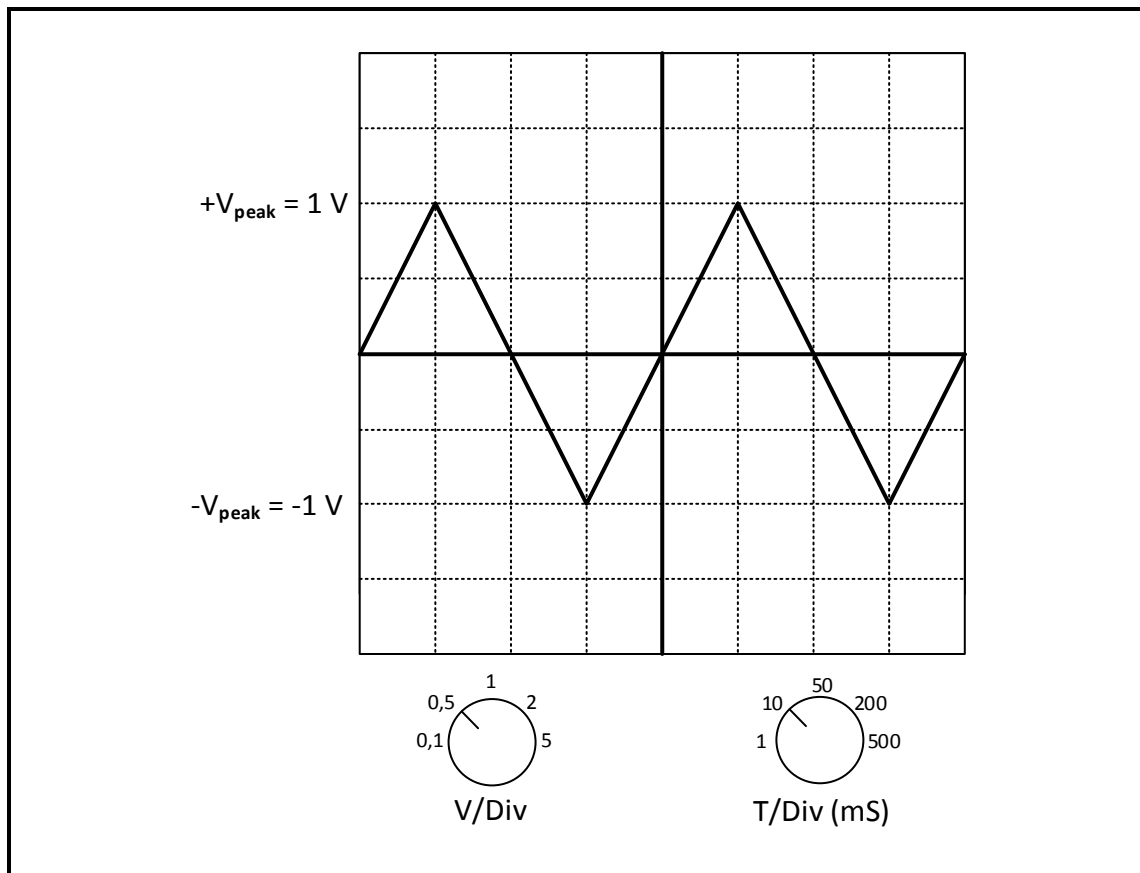 +Vpeak = 1 V
-Vpeak = -1 V
1
0,5
2
0,1
5
V/Div
50
10
200
1
500
T/Div (mS)